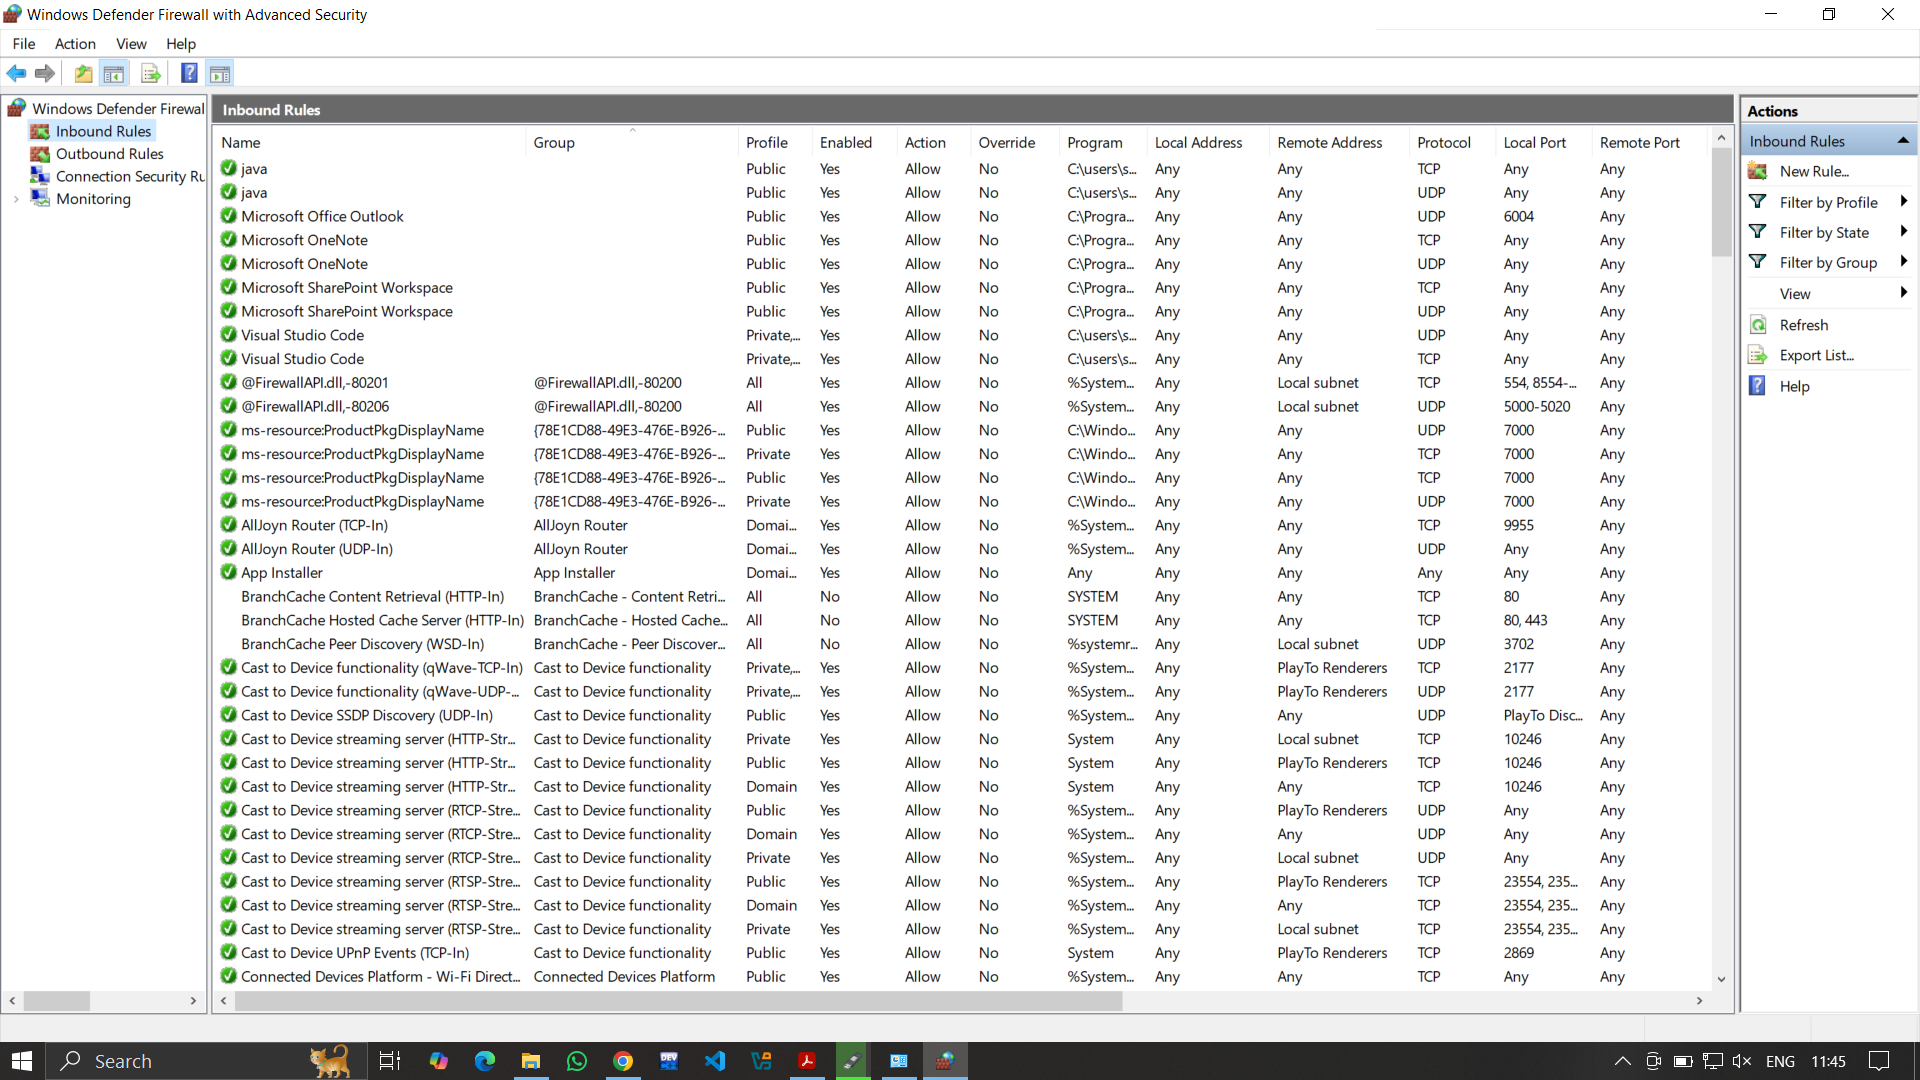 Windows Defender Firewall with Advanced Security
File Action View Help
Windows Defender Firewal
Inbound Rules
Outbound Rules
Connection Security Ru
Monitoring
Inbound Rules
Name Group Profile Enabled Action Override Program Local Address Remote Address Protocol Local Port Remote Port
java Public Yes Allow No C:\users\s... Any Any TCP Any Any
java Public Yes Allow No C:\users\s... Any Any UDP Any Any
Microsoft Office Outlook Public Yes Allow No C:\Progra... Any Any UDP 6004 Any
Microsoft OneNote Public Yes Allow No C:\Progra... Any Any TCP Any Any
Microsoft OneNote Public Yes Allow No C:\Progra... Any Any UDP Any Any
Microsoft SharePoint Workspace Public Yes Allow No C:\Progra... Any Any TCP Any Any
Microsoft SharePoint Workspace Public Yes Allow No C:\Progra... Any Any UDP Any Any
Visual Studio Code Private,... Yes Allow No C:\users\s... Any Any UDP Any Any
Visual Studio Code Private,... Yes Allow No C:\users\s... Any Any TCP Any Any
@FirewallAPI.dll,-80201 @FirewallAPI.dll,-80200 All Yes Allow No %System... Any Local subnet TCP 554, 8554-... Any
@FirewallAPI.dll,-80206 @FirewallAPI.dll,-80200 All Yes Allow No %System... Any Local subnet UDP 5000-5020 Any
ms-resource:ProductPkgDisplayName {78E1CD88-49E3-476E-B926-... Public Yes Allow No C:\Windo... Any Any UDP 7000 Any
ms-resource:ProductPkgDisplayName {78E1CD88-49E3-476E-B926-... Private Yes Allow No C:\Windo... Any Any TCP 7000 Any
ms-resource:ProductPkgDisplayName {78E1CD88-49E3-476E-B926-... Public Yes Allow No C:\Windo... Any Any TCP 7000 Any
ms-resource:ProductPkgDisplayName {78E1CD88-49E3-476E-B926-... Private Yes Allow No C:\Windo... Any Any UDP 7000 Any
AllJoyn Router (TCP-In) AllJoyn Router Domai... Yes Allow No %System... Any Any TCP 9955 Any
AllJoyn Router (UDP-In) AllJoyn Router Domai... Yes Allow No %System... Any Any UDP Any Any
App Installer App Installer Domai... Yes Allow No Any Any Any Any Any Any
BranchCache Content Retrieval (HTTP-In) BranchCache - Content Retri... All No Allow No SYSTEM Any Any TCP 80 Any
BranchCache Hosted Cache Server (HTTP-In) BranchCache - Hosted Cache... All No Allow No SYSTEM Any Any TCP 80, 443 Any
BranchCache Peer Discovery (WSD-In) BranchCache - Peer Discover... All No Allow No %systemr... Any Local subnet UDP 3702 Any
Cast to Device functionality (qWave-TCP-In) Cast to Device functionality Private,... Yes Allow No %System... Any PlayTo Renderers TCP 2177 Any
Cast to Device functionality (qWave-UDP-... Cast to Device functionality Private,... Yes Allow No %System... Any PlayTo Renderers UDP 2177 Any
Cast to Device SSDP Discovery (UDP-In) Cast to Device functionality Public Yes Allow No %System... Any Any UDP PlayTo Disc... Any
Cast to Device streaming server (HTTP-Str... Cast to Device functionality Private Yes Allow No System Any Local subnet TCP 10246 Any
Cast to Device streaming server (HTTP-Str... Cast to Device functionality Public Yes Allow No System Any PlayTo Renderers TCP 10246 Any
Cast to Device streaming server (HTTP-Str... Cast to Device functionality Domain Yes Allow No System Any Any TCP 10246 Any
Cast to Device streaming server (RTCP-Stre... Cast to Device functionality Public Yes Allow No %System... Any PlayTo Renderers UDP Any Any
Cast to Device streaming server (RTCP-Stre... Cast to Device functionality Domain Yes Allow No %System... Any Any UDP Any Any
Cast to Device streaming server (RTCP-Stre... Cast to Device functionality Private Yes Allow No %System... Any Local subnet UDP Any Any
Cast to Device streaming server (RTSP-Stre... Cast to Device functionality Public Yes Allow No %System... Any PlayTo Renderers TCP 23554, 235... Any
Cast to Device streaming server (RTSP-Stre... Cast to Device functionality Domain Yes Allow No %System... Any Any TCP 23554, 235... Any
Cast to Device streaming server (RTSP-Stre... Cast to Device functionality Private Yes Allow No %System... Any Local subnet TCP 23554, 235... Any
Cast to Device UPnP Events (TCP-In) Cast to Device functionality Public Yes Allow No System Any PlayTo Renderers TCP 2869 Any
Connected Devices Platform - Wi-Fi Direct... Connected Devices Platform Public Yes Allow No %System... Any Any TCP Any Any
Actions
Inbound Rules
New Rule...
Filter by Profile
Filter by State
Filter by Group
View
Refresh
Export List...
Help
Search DEV ENG 11:45